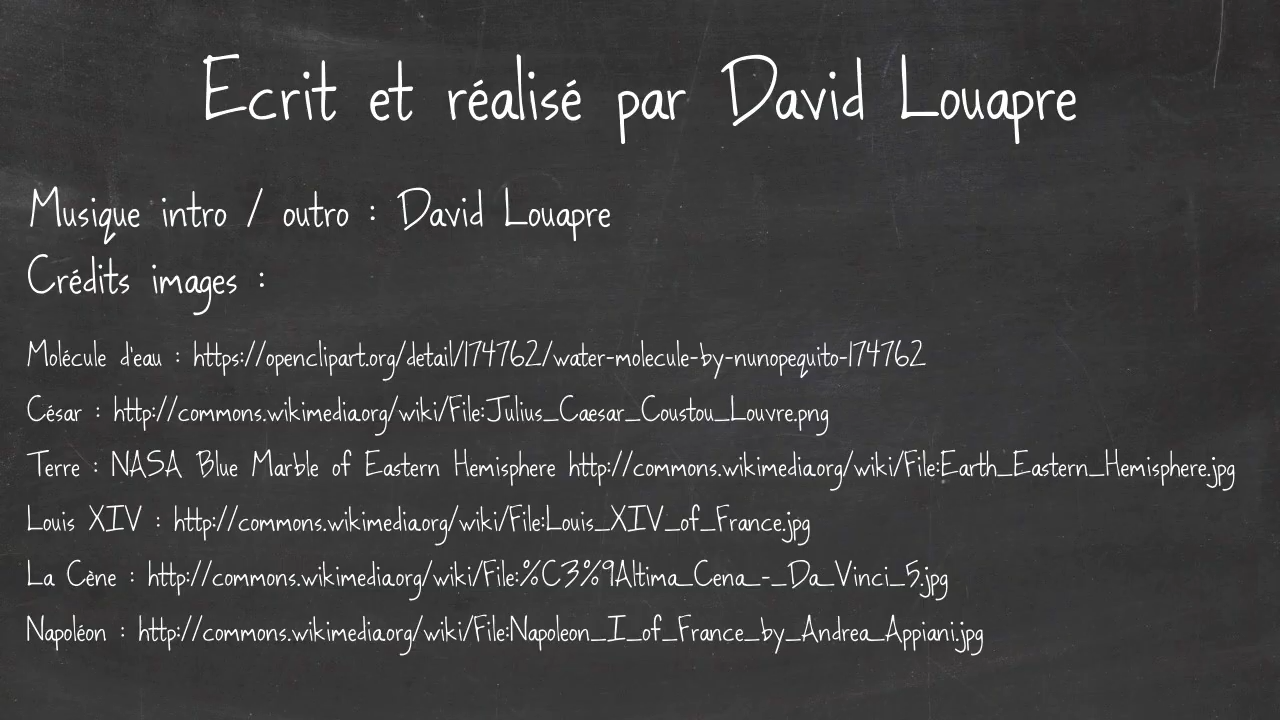 Ecrit et réalisé par David Louapre
Musique intro / outro : David Louapre
Crédits images :
Molécule d'eau : https://openclipart.org/detail/174762/water-molecule-by-nunopequito-174762
César : http://commons.wikimedia.org/wiki/File:Julius_Caesar_Coustou_Louvre.png
Terre : NASA Blue Marble of Eastern Hemisphere http://commons.wikimedia.org/wiki/File:Earth_Eastern_Hemisphere.jpg
Louis XIV : http://commons.wikimedia.org/wiki/File:Louis_XIV_of_France.jpg
La Cène : http://commons.wikimedia.org/wiki/File:%C3%9Altima_Cena_-_Da_Vinci_5.jpg
Napoléon : http://commons.wikimedia.org/wiki/File:Napoleon_I_of_France_by_Andrea_Appiani.jpg